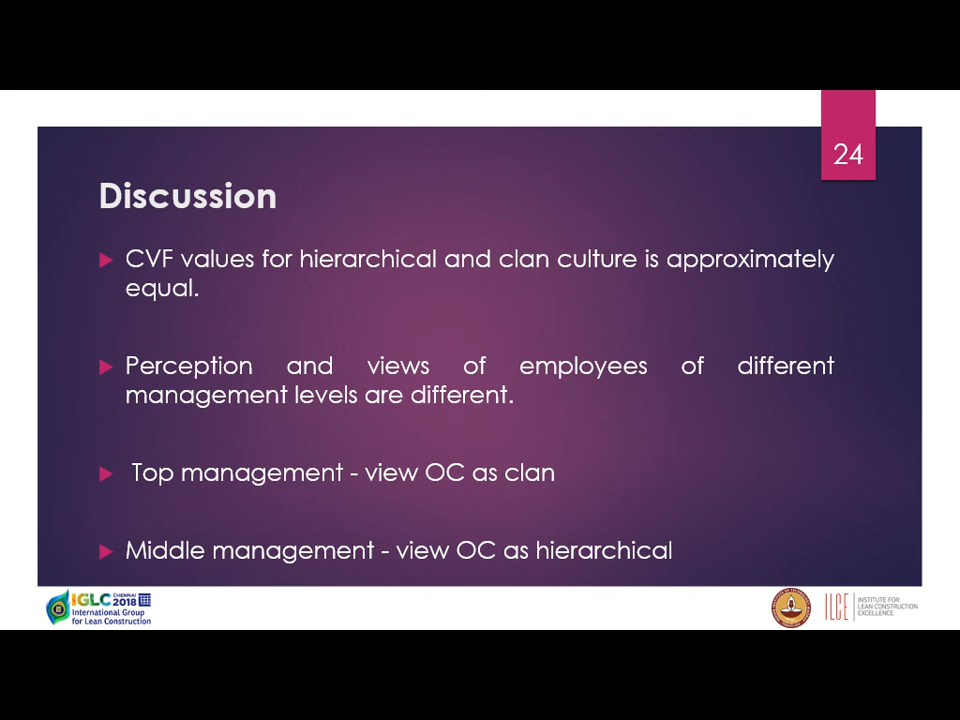 24
Discussion
CVF values for hierarchical and clan culture is approximately
equal.
Perception and views of employees of different
management levels are different.
Top management - view OC as clan
Middle management - view OC as hierarchical
IGLC CHENNAI 2018
International Group
for Lean Construction
ILCE
INSTITUTE FOR
LEAN CONSTRUCTION
EXCELLENCE